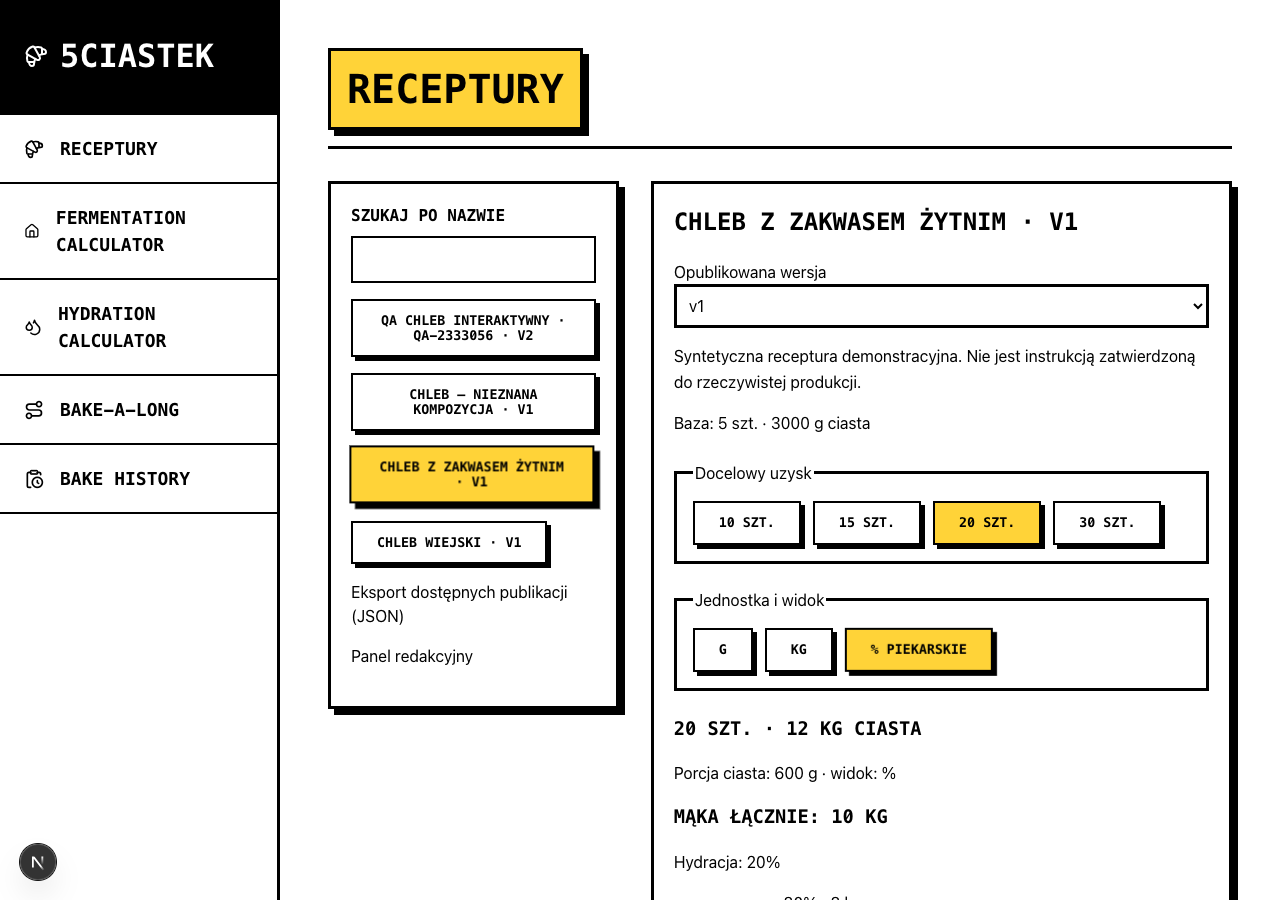 5CIASTEK
RECEPTURY
FERMENTATION
CALCULATOR
HYDRATION
CALCULATOR
BAKE-A-LONG
BAKE HISTORY
RECEPTURY
SZUKAJ PO NAZWIE
QA CHLEB INTERAKTYWNY ·
QA-2333056 · V2
CHLEB – NIEZNANA
KOMPOZYCJA · V1
CHLEB Z ZAKWASEM ŻYTNIM
· V1
CHLEB WIEJSKI · V1
Eksport dostępnych publikacji
(JSON)
Panel redakcyjny
CHLEB Z ZAKWASEM ŻYTNIM · V1
Opublikowana wersja
v1
Syntetyczna receptura demonstracyjna. Nie jest instrukcją zatwierdzoną
do rzeczywistej produkcji.
Baza: 5 szt. · 3000 g ciasta
Docelowy uzysk
10 SZT.
15 SZT.
20 SZT.
30 SZT.
Jednostka i widok
G
KG
% PIEKARSKIE
20 SZT. · 12 KG CIASTA
Porcja ciasta: 600 g · widok: %
MĄKA ŁĄCZNIE: 10 KG
Hydracja: 20%